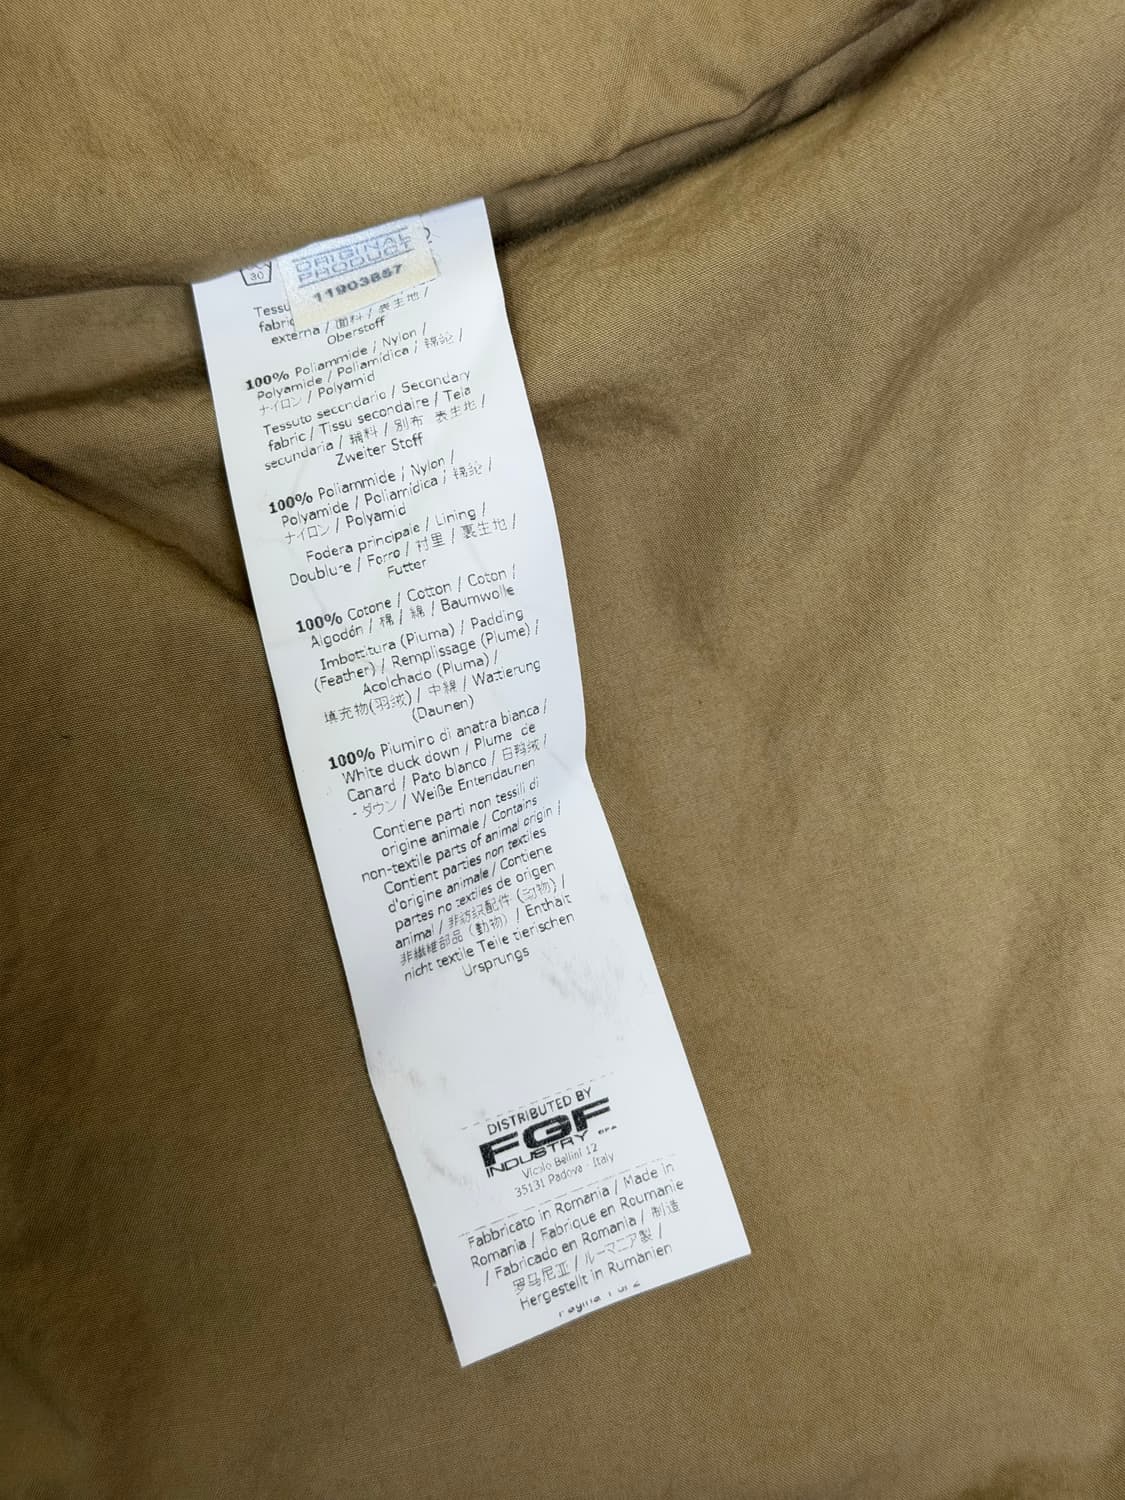 30
ORIGINAL
PRODUCT
11903857
Tessu
fabric
externa / 面料 / 表生地 /
Oberstoff
100% Poliammide / Nylon /
Polyamide / Poliamídica / 锦纶 /
ナイロン / Polyamid
Tessuto secondario / Secondary
fabric / Tissu secondaire / Tela
secundaria / 辅料 / 別布 表生地 /
Zweiter Stoff
100% Poliammide / Nylon /
Polyamide / Poliamídica / 锦纶 /
ナイロン / Polyamid
Fodera principale / Lining /
Doublure / Forro / 衬里 / 裏生地 /
Futter
100% Cotone / Cotton / Coton /
Algodón / 棉 / 綿 / Baumwolle
Imbottitura (Piuma) / Padding
(Feather) / Remplissage (Plume) /
Acolchado (Pluma) /
填充物(羽绒) / 中綿 / Wattierung
(Daunen)
100% Piumino di anatra bianca /
White duck down / Plume de
Canard / Pato blanco / 白鸭绒 /
- ダウン / Weiße Entendaunen
Contiene parti non tessili di
origine animale / Contains
non-textile parts of animal origin /
Contient parties non textiles
d'origine animale / Contiene
partes no textiles de origen
animal / 非纺织配件 (动物) /
非繊維部品 (動物) / Enthält
nicht textile Teile tierischen
Ursprungs
DISTRIBUTED BY
FGF
INDUSTRY SPA
Vicolo Bellini 12
35131 Padova - Italy
Fabbricato in Romania / Made in
Romania / Fabrique en Roumanie
/ Fabricado en Romania / 制造
罗马尼亚 / ルーマニア製 /
Hergestellt in Rumänien